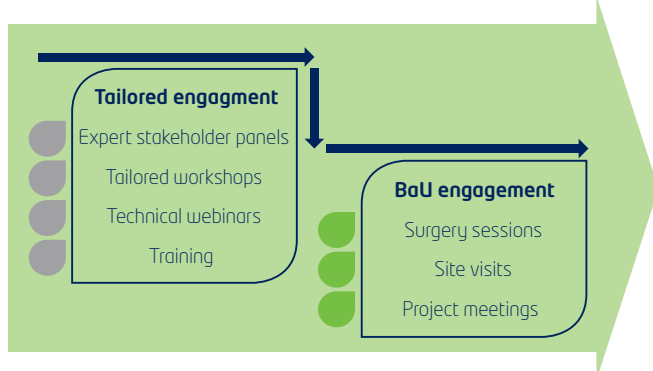 Tailored engagment
Expert stakeholder panels
Tailored workshops
Technical webinars
Training
BaU engagement
Surgery sessions
Site visits
Project meetings